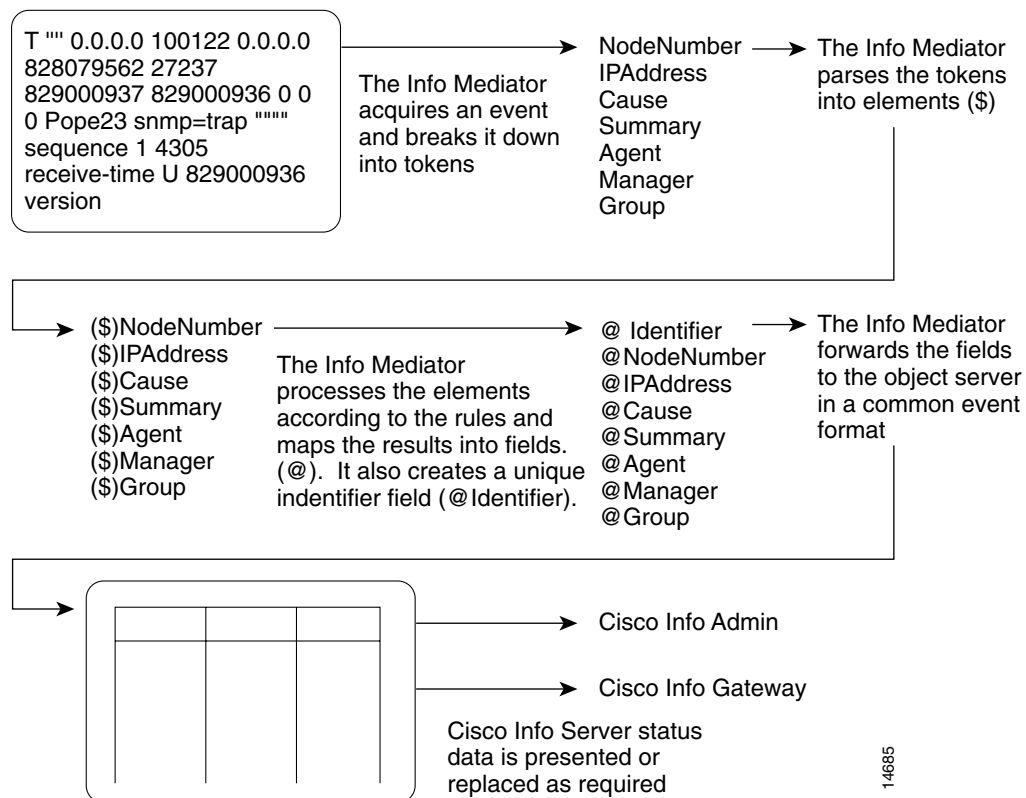 T "" 0.0.0.0 100122 0.0.0.0
828079562 27237
829000937 829000936 0 0
0 Pope23 snmp=trap """"
sequence 1 4305
receive-time U 829000936
version
The Info Mediator
acquires an event
and breaks it down
into tokens
NodeNumber
IPAddress
Cause
Summary
Agent
Manager
Group
The Info Mediator
parses the tokens
into elements ($)
($)NodeNumber
($)IPAddress
($)Cause
($)Summary
($)Agent
($)Manager
($)Group
The Info Mediator
processes the elements
according to the rules and
maps the results into fields.
(@). It also creates a unique
indentifier field (@Identifier).
@ Identifier
@NodeNumber
@IPAddress
@Cause
@Summary
@Agent
@Manager
@Group
The Info Mediator
forwards the fields
to the object server
in a common event
format
Cisco Info Admin
Cisco Info Gateway
Cisco Info Server status
data is presented or
replaced as required
14685